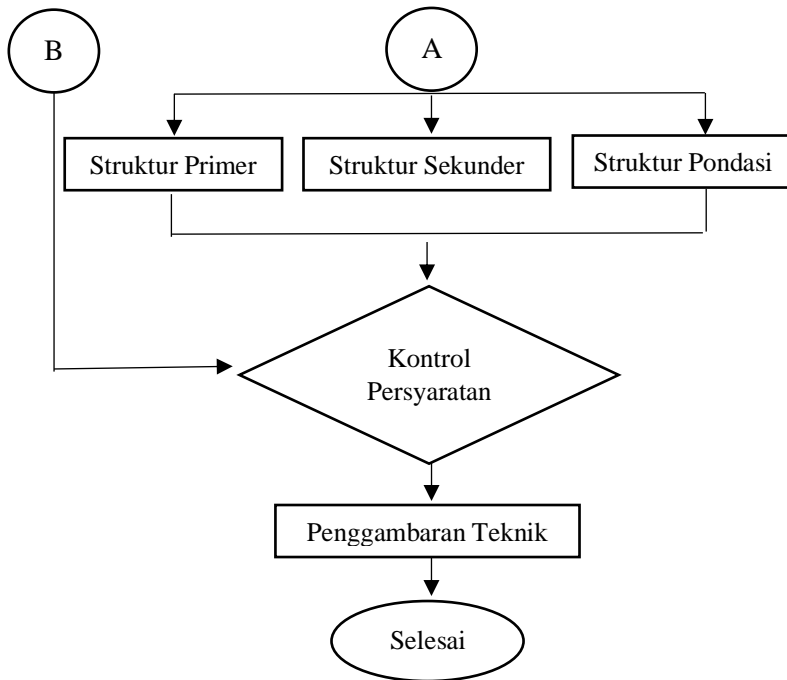 B
A
Struktur Primer
Struktur Sekunder
Struktur Pondasi
Kontrol
Persyaratan
Penggambaran Teknik
Selesai